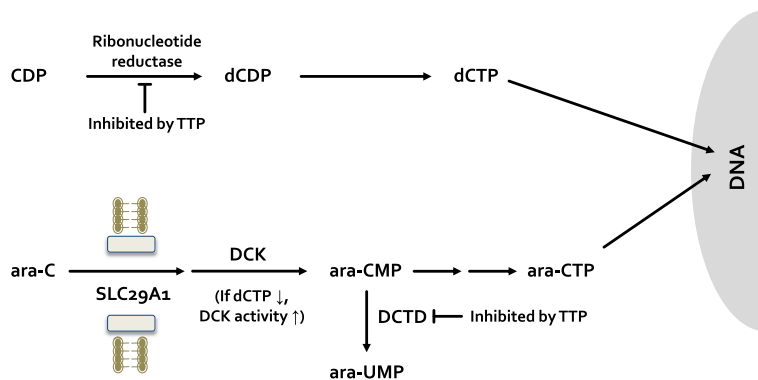 Ribonucleotide
reductase
CDP
dCDP
dCTP
Inhibited by TTP
DNA
ara-C
SLC29A1
DCK
(If dCTP ↓,
DCK activity ↑)
ara-CMP
ara-CTP
DCTD
Inhibited by TTP
ara-UMP